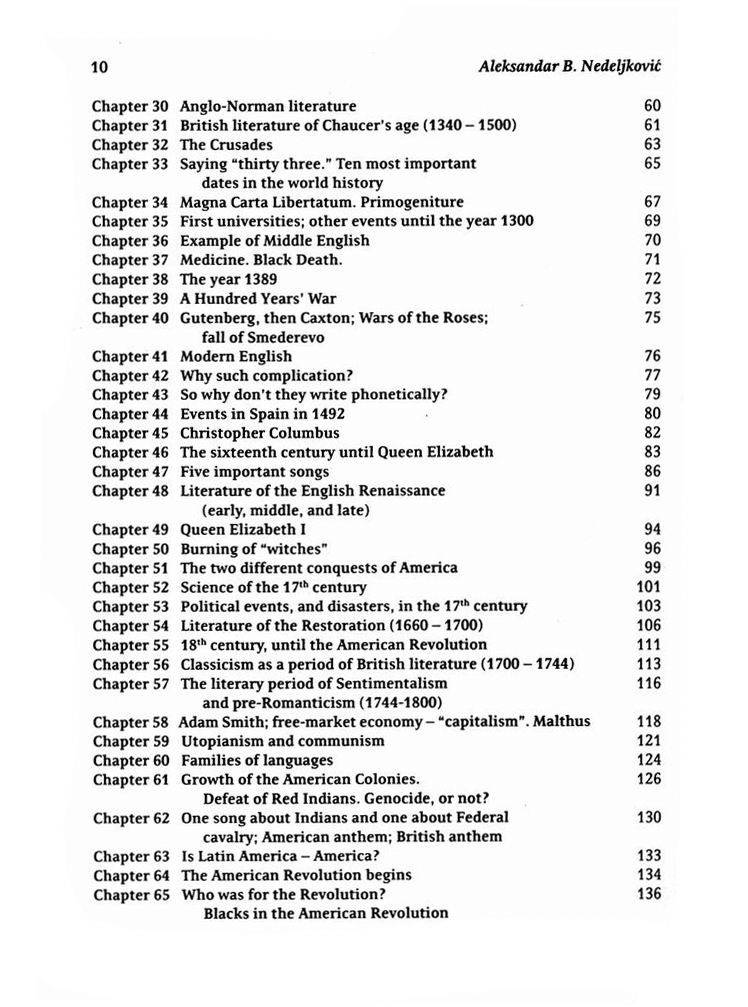 10 Aleksandar B. Nedeljković
Chapter 30 Anglo-Norman literature 60
Chapter 31 British literature of Chaucer's age (1340 – 1500) 61
Chapter 32 The Crusades 63
Chapter 33 Saying "thirty three." Ten most important 65
dates in the world history
Chapter 34 Magna Carta Libertatum. Primogeniture 67
Chapter 35 First universities; other events until the year 1300 69
Chapter 36 Example of Middle English 70
Chapter 37 Medicine. Black Death. 71
Chapter 38 The year 1389 72
Chapter 39 A Hundred Years' War 73
Chapter 40 Gutenberg, then Caxton; Wars of the Roses; 75
fall of Smederevo
Chapter 41 Modern English 76
Chapter 42 Why such complication? 77
Chapter 43 So why don't they write phonetically? 79
Chapter 44 Events in Spain in 1492 80
Chapter 45 Christopher Columbus 82
Chapter 46 The sixteenth century until Queen Elizabeth 83
Chapter 47 Five important songs 86
Chapter 48 Literature of the English Renaissance 91
(early, middle, and late)
Chapter 49 Queen Elizabeth I 94
Chapter 50 Burning of "witches" 96
Chapter 51 The two different conquests of America 99
Chapter 52 Science of the 17th century 101
Chapter 53 Political events, and disasters, in the 17th century 103
Chapter 54 Literature of the Restoration (1660 – 1700) 106
Chapter 55 18th century, until the American Revolution 111
Chapter 56 Classicism as a period of British literature (1700 – 1744) 113
Chapter 57 The literary period of Sentimentalism 116
and pre-Romanticism (1744-1800)
Chapter 58 Adam Smith; free-market economy – "capitalism". Malthus 118
Chapter 59 Utopianism and communism 121
Chapter 60 Families of languages 124
Chapter 61 Growth of the American Colonies. 126
Defeat of Red Indians. Genocide, or not?
Chapter 62 One song about Indians and one about Federal 130
cavalry; American anthem; British anthem
Chapter 63 Is Latin America – America? 133
Chapter 64 The American Revolution begins 134
Chapter 65 Who was for the Revolution? 136
Blacks in the American Revolution